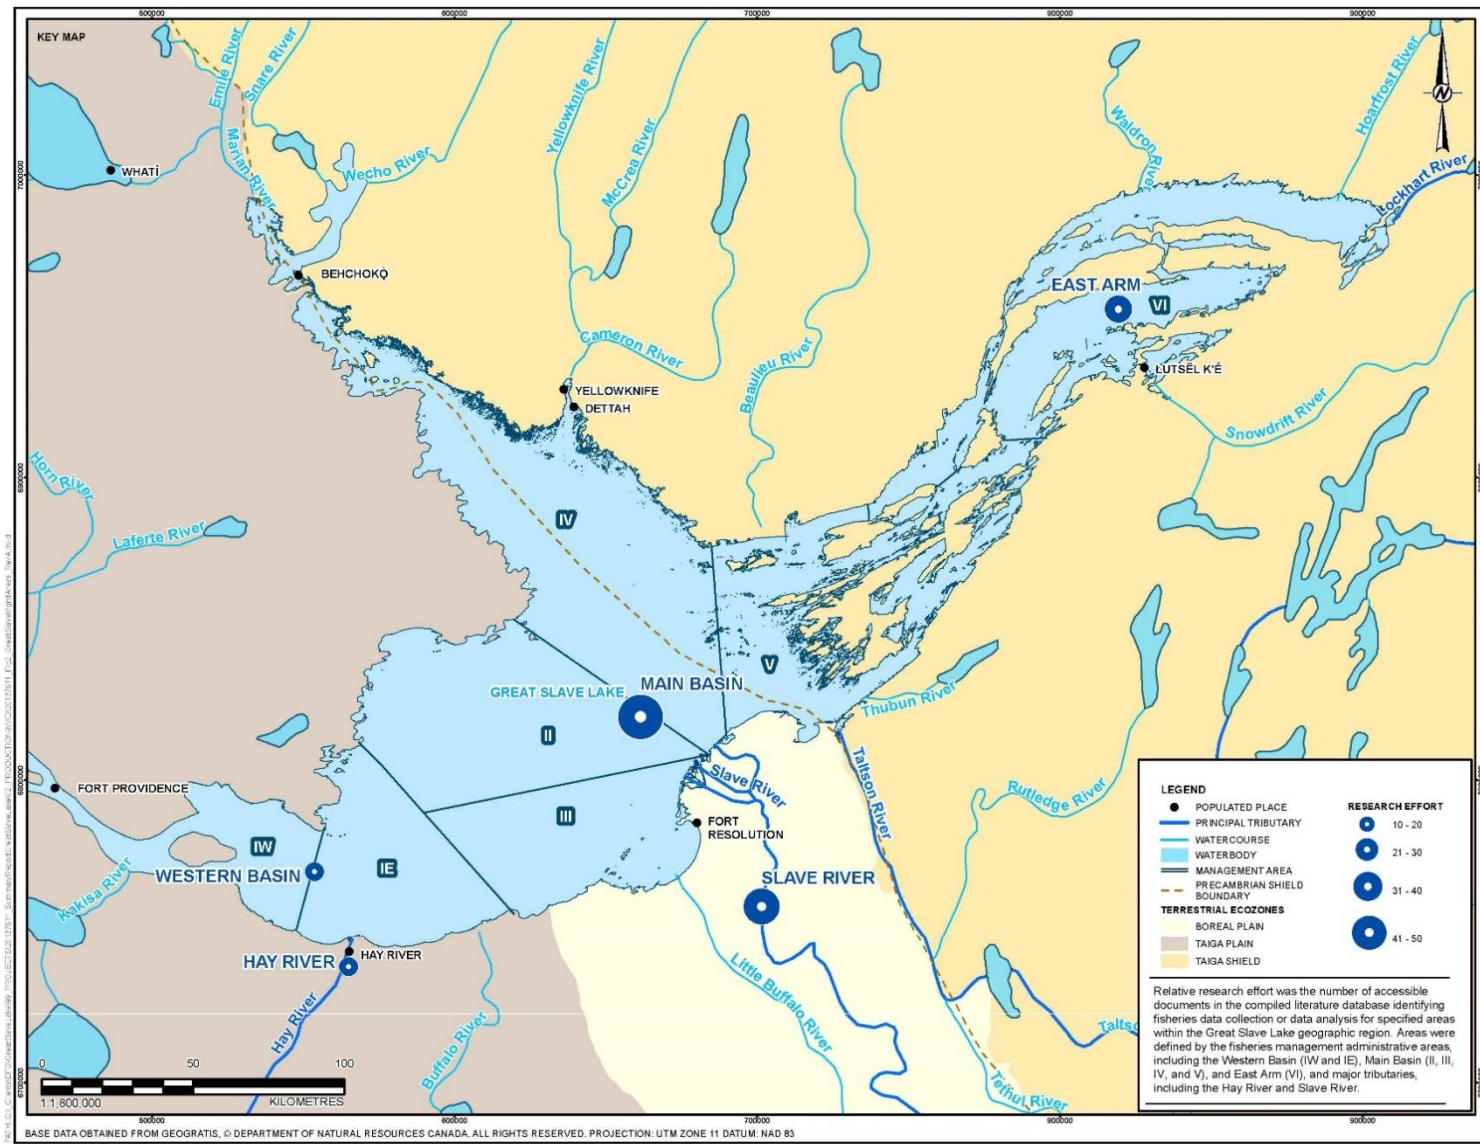 500000
600000
700000
800000
900000
KEY MAP
Emile River
Snare River
Marian River
Wecho River
Yellowknife River
McCrea River
Waldron River
Hoarfrost River
Lockhart River
7000000
WHATÌ
BEHCHOKǪ̀
EAST ARM
VI
ŁUTSËL K'É
Cameron River
Beaulieu River
YELLOWKNIFE
DETTAH
Snowdrift River
Horn River
Laferte River
6900000
IV
V
MAIN BASIN
GREAT SLAVE LAKE
II
Thubun River
Taltson River
Slave River
Rutledge River
6800000
FORT PROVIDENCE
III
FORT
RESOLUTION
IW
IE
WESTERN BASIN
SLAVE RIVER
Kakisa River
HAY RIVER
HAY RIVER
Hay River
Buffalo River
Little Buffalo River
Talts
Tethul River
6700000
0
50
100
1:1,800,000
KILOMETRES
LEGEND
POPULATED PLACE
PRINCIPAL TRIBUTARY
WATERCOURSE
WATERBODY
MANAGEMENT AREA
PRECAMBRIAN SHIELD
BOUNDARY
TERRESTRIAL ECOZONES
BOREAL PLAIN
TAIGA PLAIN
TAIGA SHIELD
RESEARCH EFFORT
10 - 20
21 - 30
31 - 40
41 - 50
Relative research effort was the number of accessible
documents in the compiled literature database identifying
fisheries data collection or data analysis for specified areas
within the Great Slave Lake geographic region. Areas were
defined by the fisheries management administrative areas,
including the Western Basin (IW and IE), Main Basin (II, III,
IV, and V), and East Arm (VI), and major tributaries,
including the Hay River and Slave River.
500000
600000
700000
800000
900000
BASE DATA OBTAINED FROM GEOGRATIS, © DEPARTMENT OF NATURAL RESOURCES CANADA. ALL RIGHTS RESERVED. PROJECTION: UTM ZONE 11 DATUM: NAD 83